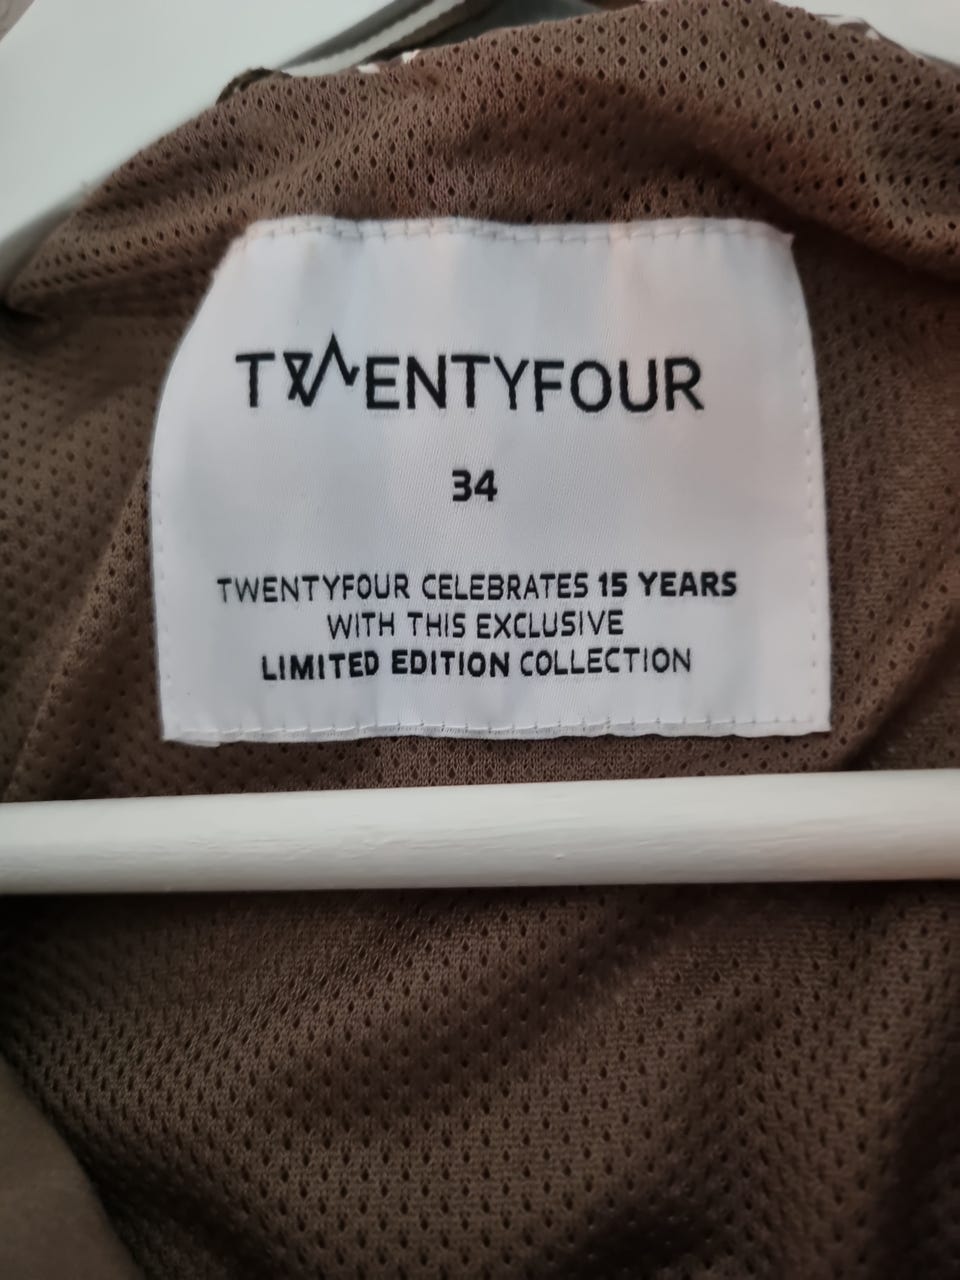 TWENTYFOUR
34
TWENTYFOUR CELEBRATES 15 YEARS
WITH THIS EXCLUSIVE
LIMITED EDITION COLLECTION